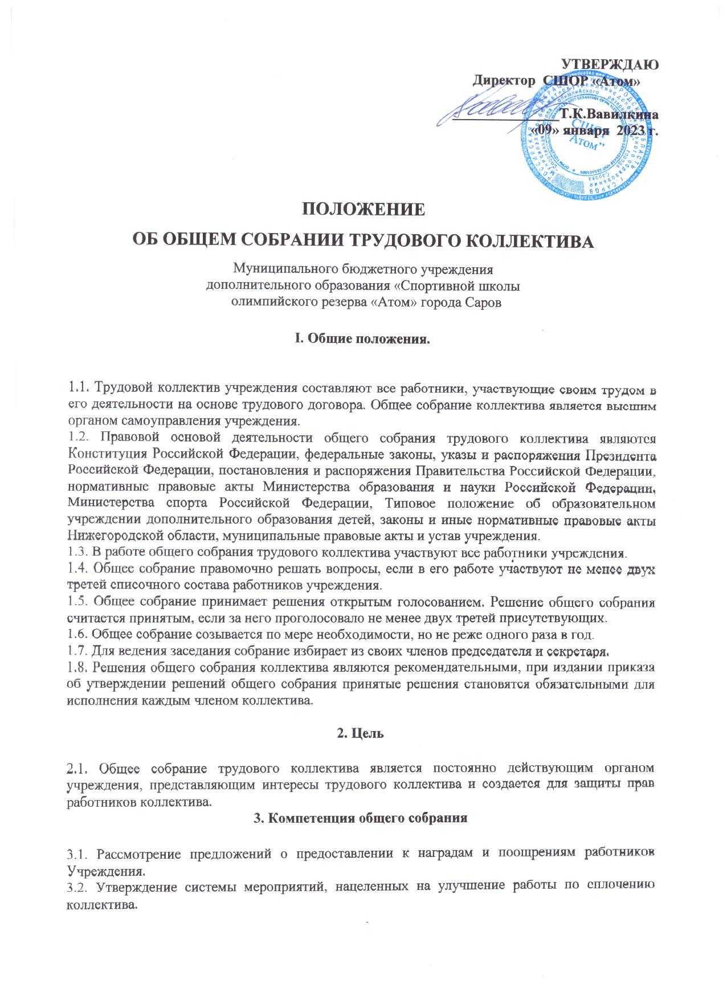 УТВЕРЖДАЮ
Директор СШОР «Атом»
Т.К.Вавилкина
«09» января 2023 г.
СШОР
"Атом"
ПОЛОЖЕНИЕ
ОБ ОБЩЕМ СОБРАНИИ ТРУДОВОГО КОЛЛЕКТИВА
Муниципального бюджетного учреждения
дополнительного образования «Спортивной школы
олимпийского резерва «Атом» города Саров
I. Общие положения.
1.1. Трудовой коллектив учреждения составляют все работники, участвующие своим трудом в
его деятельности на основе трудового договора. Общее собрание коллектива является высшим
органом самоуправления учреждения.
1.2. Правовой основой деятельности общего собрания трудового коллектива являются
Конституция Российской Федерации, федеральные законы, указы и распоряжения Президента
Российской Федерации, постановления и распоряжения Правительства Российской Федерации,
нормативные правовые акты Министерства образования и науки Российской Федерации,
Министерства спорта Российской Федерации, Типовое положение об образовательном
учреждении дополнительного образования детей, законы и иные нормативные правовые акты
Нижегородской области, муниципальные правовые акты и устав учреждения.
1.3. В работе общего собрания трудового коллектива участвуют все работники учреждения.
1.4. Общее собрание правомочно решать вопросы, если в его работе участвуют не менее двух
третей списочного состава работников учреждения.
1.5. Общее собрание принимает решения открытым голосованием. Решение общего собрания
считается принятым, если за него проголосовало не менее двух третей присутствующих.
1.6. Общее собрание созывается по мере необходимости, но не реже одного раза в год.
1.7. Для ведения заседания собрание избирает из своих членов председателя и секретаря.
1.8. Решения общего собрания коллектива являются рекомендательными, при издании приказа
об утверждении решений общего собрания принятые решения становятся обязательными для
исполнения каждым членом коллектива.
2. Цель
2.1. Общее собрание трудового коллектива является постоянно действующим органом
учреждения, представляющим интересы трудового коллектива и создается для защиты прав
работников коллектива.
3. Компетенция общего собрания
3.1. Рассмотрение предложений о предоставлении к наградам и поощрениям работников
Учреждения.
3.2. Утверждение системы мероприятий, нацеленных на улучшение работы по сплочению
коллектива.